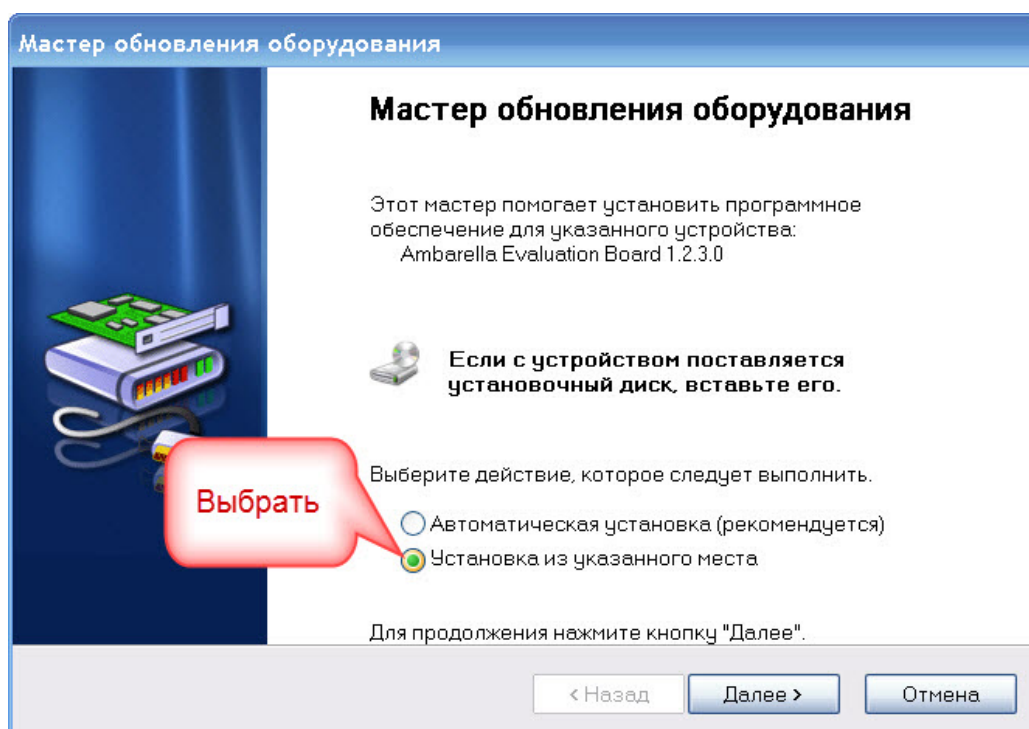 Мастер обновления оборудования
Мастер обновления оборудования
Этот мастер помогает установить программное
обеспечение для указанного устройства:
Ambarella Evaluation Board 1.2.3.0
Если с устройством поставляется
установочный диск, вставьте его.
Выберите действие, которое следует выполнить.
Выбрать
Автоматическая установка (рекомендуется)
Установка из указанного места
Для продолжения нажмите кнопку "Далее".
< Назад
Далее >
Отмена